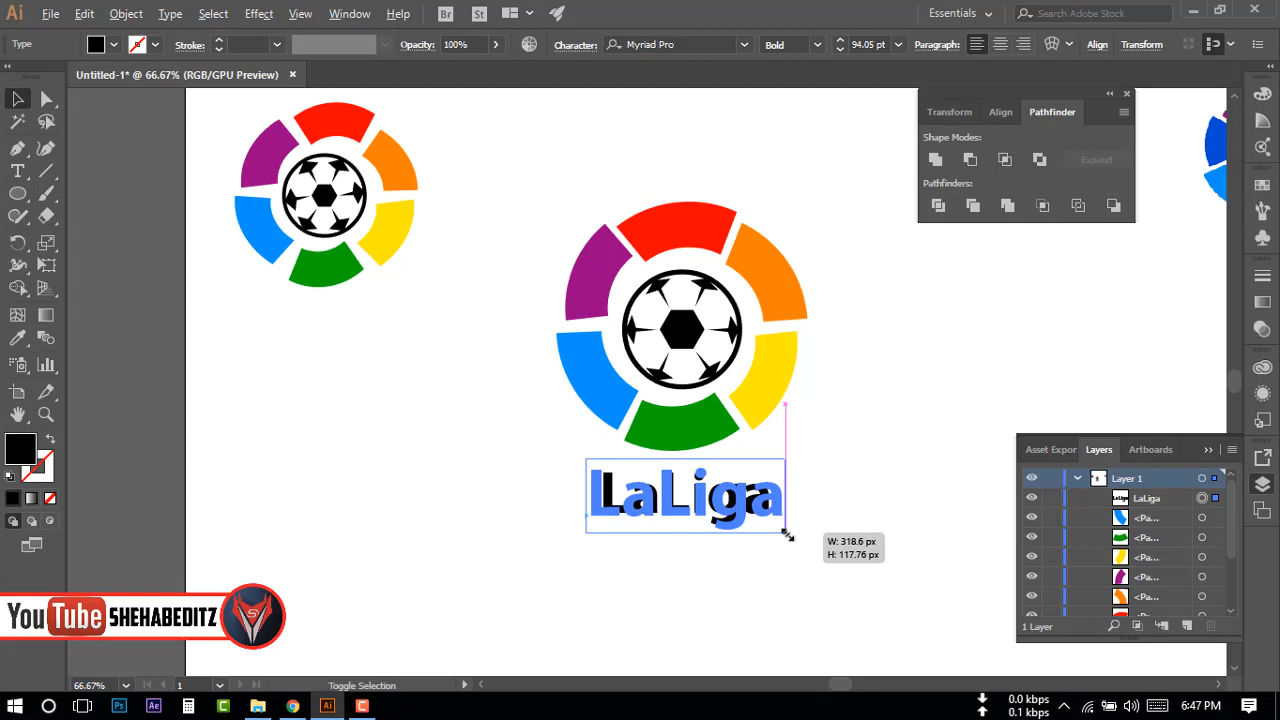 Ai File Edit Object Type Select Effect View Window Help Br St Essentials Search Adobe Stock
Type Stroke: Opacity: 100% Character: Myriad Pro Bold 94.05 pt Paragraph: Align Transform
Untitled-1* @ 66.67% (RGB/GPU Preview)
Transform Align Pathfinder
Shape Modes:
Expand
Pathfinders:
LaLiga
W: 318.6 px
H: 117.76 px
Asset Expor Layers Artboards
Layer 1
LaLiga
<Pa...
<Pa...
<Pa...
<Pa...
<Pa...
1 Layer
YouTube SHEHABEDITZ
66.67% 1 Toggle Selection
Ps Ae Ai
0.0 kbps
0.1 kbps
6:47 PM